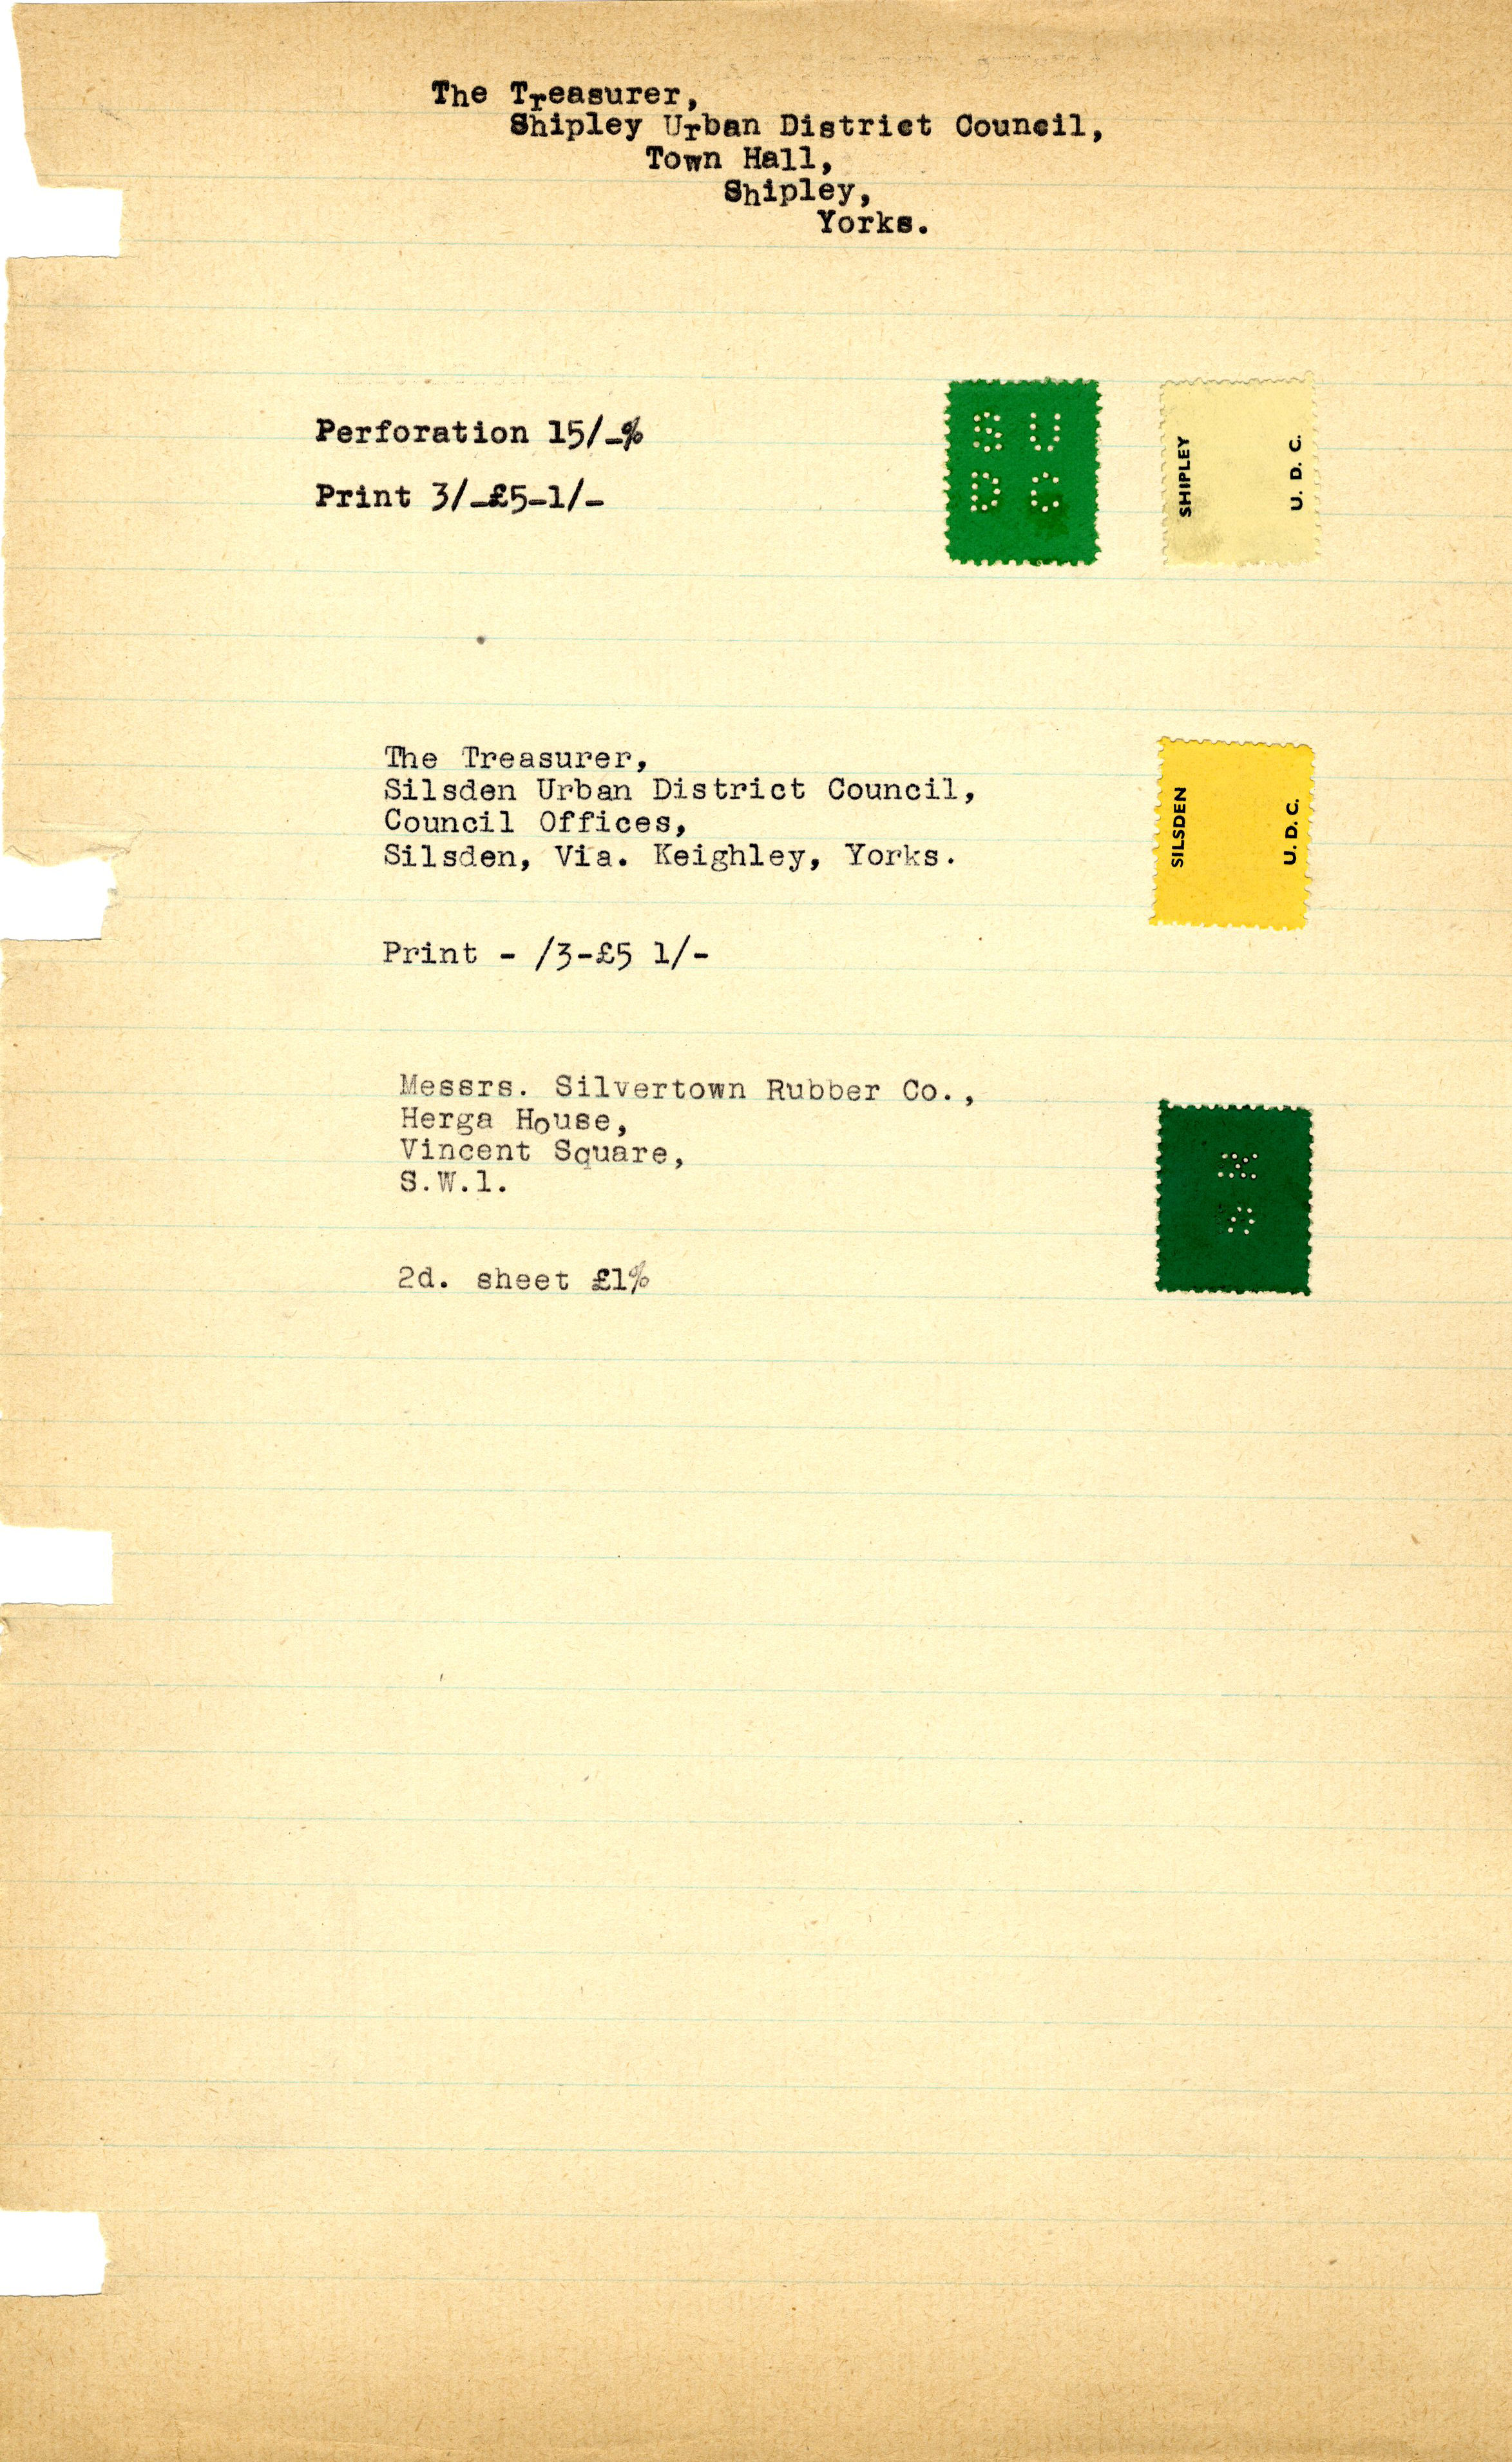 The Treasurer,
Shipley Urban District Council,
Town Hall,
Shipley,
Yorks.
Perforation 15/-%
Print 3/-£5-1/-
S U
D C
SHIPLEY
U. D. C.
The Treasurer,
Silsden Urban District Council,
Council Offices,
Silsden, Via. Keighley, Yorks.
Print - /3-£5 1/-
SILSDEN
U. D. C.
Messrs. Silvertown Rubber Co.,
Herga House,
Vincent Square,
S.W.1.
2d. sheet £1%